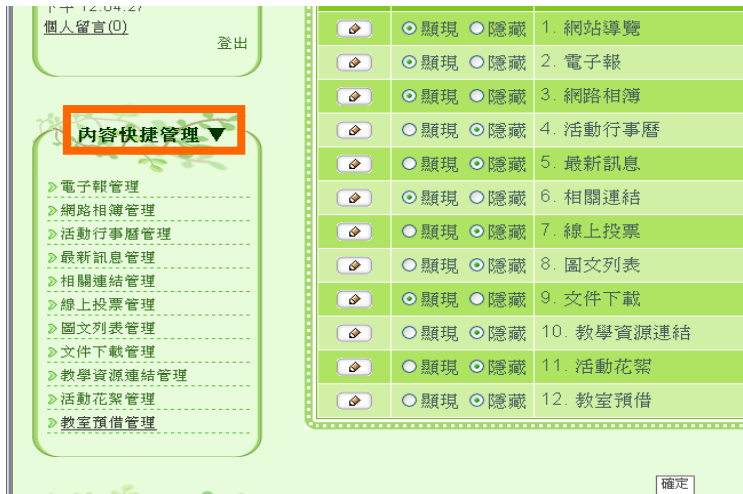 下午 12:04:27
個人留言(0)
登出
內容快捷管理 ▼
電子報管理
網路相簿管理
活動行事曆管理
最新訊息管理
相關連結管理
線上投票管理
圖文列表管理
文件下載管理
教學資源連結管理
活動花絮管理
教室預借管理
顯現 隱藏 1. 網站導覽
顯現 隱藏 2. 電子報
顯現 隱藏 3. 網路相簿
顯現 隱藏 4. 活動行事曆
顯現 隱藏 5. 最新訊息
顯現 隱藏 6. 相關連結
顯現 隱藏 7. 線上投票
顯現 隱藏 8. 圖文列表
顯現 隱藏 9. 文件下載
顯現 隱藏 10. 教學資源連結
顯現 隱藏 11. 活動花絮
顯現 隱藏 12. 教室預借
確定